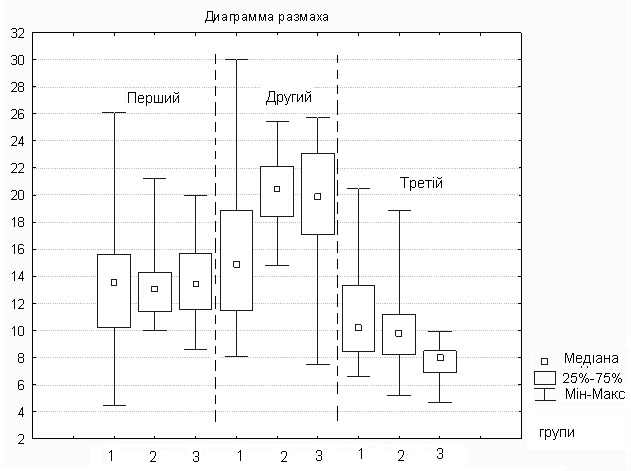 Диаграмма размаха
32
30
28
26
24
22
20
18
16
14
12
10
8
6
4
2
Перший
Другий
Третій
1 2 3 1 2 3 1 2 3
Медіана
25%-75%
Мін-Макс
групи